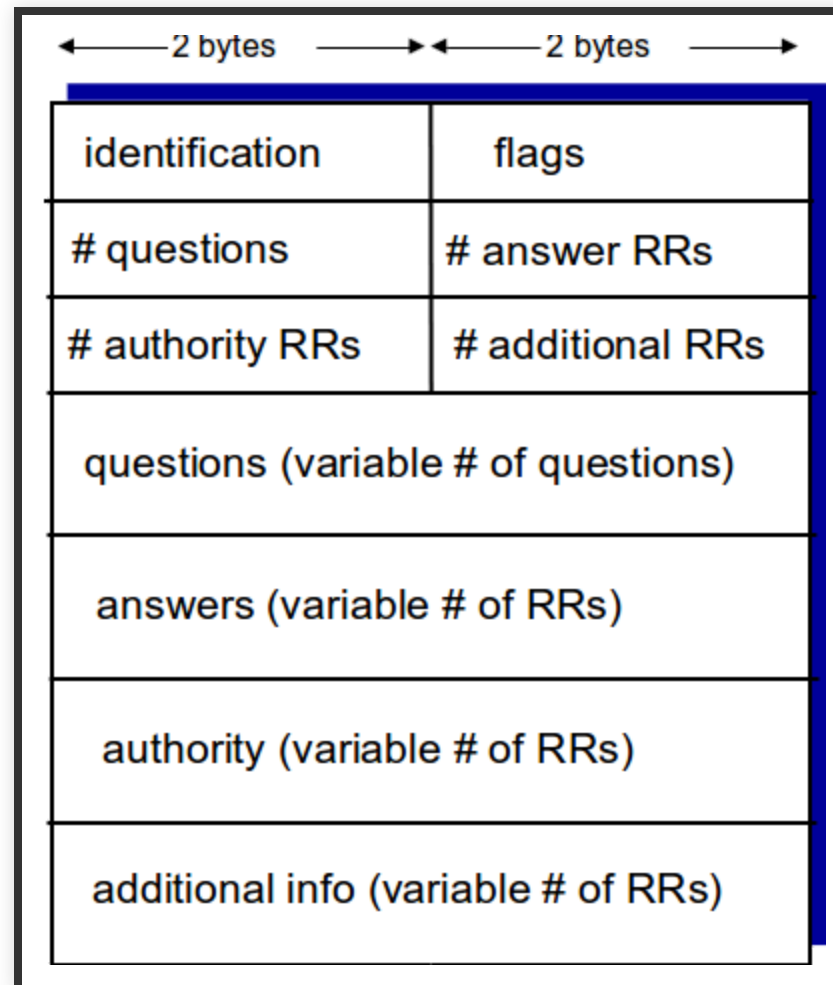 2 bytes 2 bytes
identification flags
# questions # answer RRs
# authority RRs # additional RRs
questions (variable # of questions)
answers (variable # of RRs)
authority (variable # of RRs)
additional info (variable # of RRs)